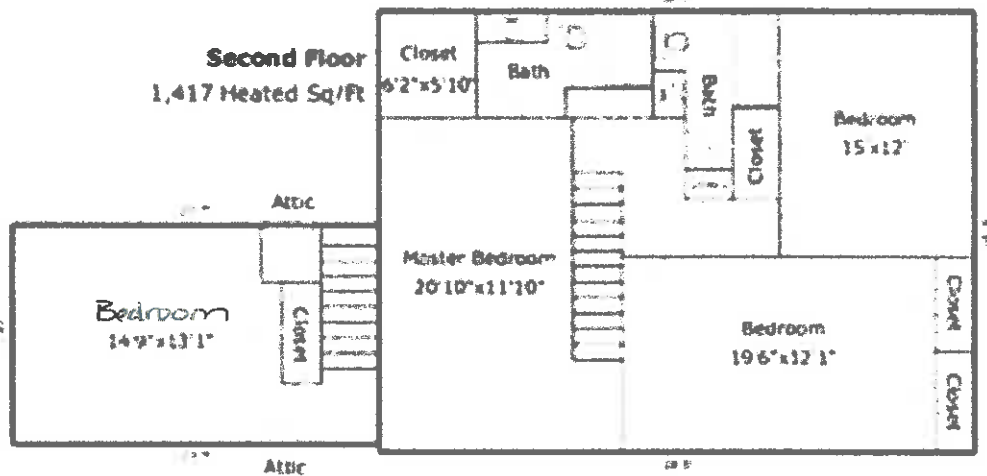 Second Floor
1,417 Heated Sq/Ft
Closet
6'2"x5'10"
Bath
Bath
Closet
Bedroom
15'x12'
Attic
Master Bedroom
20'10"x11'10"
Bedroom
14'9"x13'1"
Closet
Bedroom
19'6"x12'1"
Closet
Closet
Attic